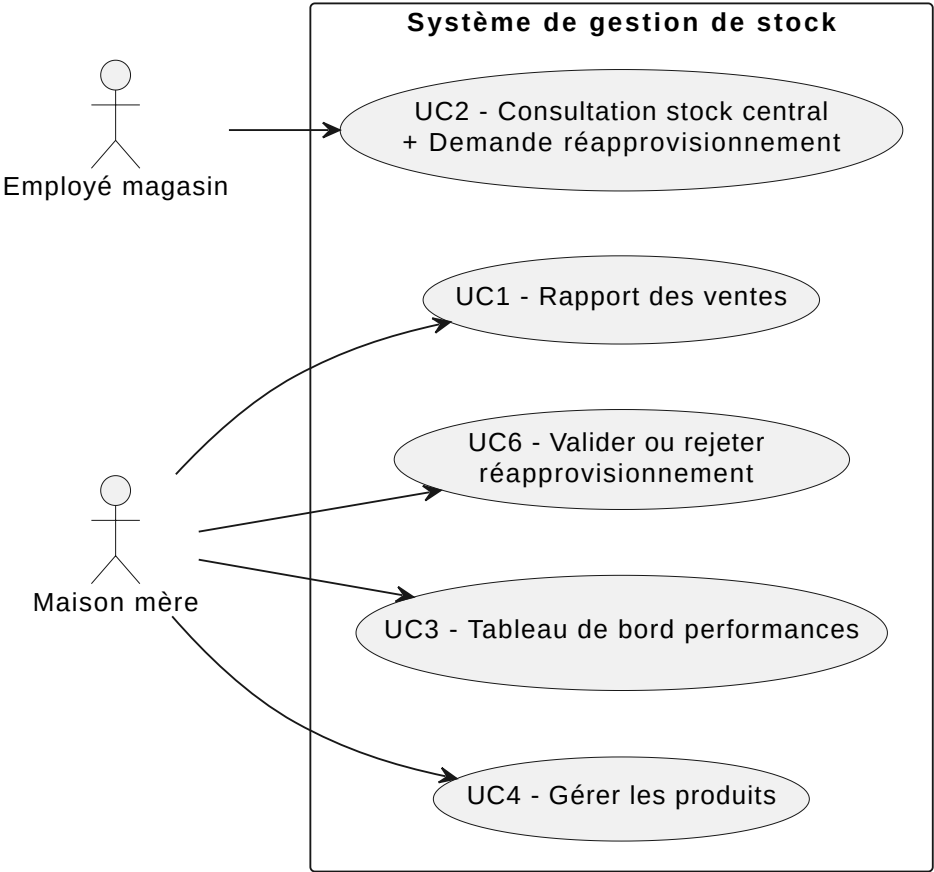 Système de gestion de stock
UC2 - Consultation stock central
+ Demande réapprovisionnement
Employé magasin
UC1 - Rapport des ventes
UC6 - Valider ou rejeter
réapprovisionnement
Maison mère
UC3 - Tableau de bord performances
UC4 - Gérer les produits